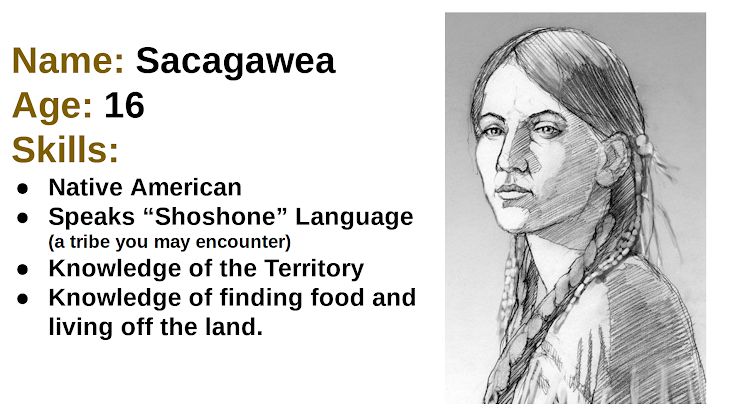 Name: Sacagawea
Age: 16
Skills:
● Native American
● Speaks “Shoshone” Language
(a tribe you may encounter)
● Knowledge of the Territory
● Knowledge of finding food and
living off the land.